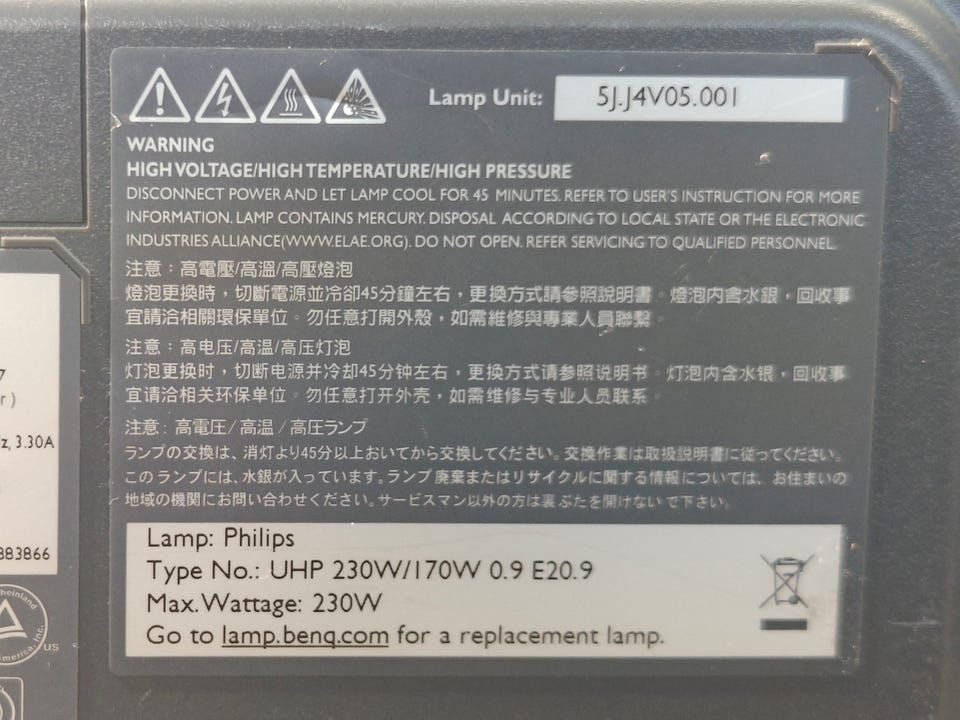 Lamp Unit: 5J.J4V05.001
WARNING
HIGH VOLTAGE/HIGH TEMPERATURE/HIGH PRESSURE
DISCONNECT POWER AND LET LAMP COOL FOR 45 MINUTES. REFER TO USER'S INSTRUCTION FOR MORE
INFORMATION. LAMP CONTAINS MERCURY. DISPOSAL ACCORDING TO LOCAL STATE OR THE ELECTRONIC
INDUSTRIES ALLIANCE(WWW.ELAE.ORG). DO NOT OPEN. REFER SERVICING TO QUALIFIED PERSONNEL.
注意：高電壓/高溫/高壓燈泡
燈泡更換時，切斷電源並冷卻45分鐘左右，更換方式請參照說明書。燈泡內含水銀，回收事
宜請洽相關環保單位。勿任意打開外殼，如需維修與專業人員聯繫。
注意：高电压/高温/高压灯泡
灯泡更换时，切断电源并冷却45分钟左右，更换方式请参照说明书。灯泡内含水银，回收事
宜请洽相关环保单位。勿任意打开外壳，如需维修与专业人员联系。
注意: 高電圧/高温/高圧ランプ
ランプの交換は、消灯より45分以上おいてから交換してください。交換作業は取扱説明書に従ってください。
このランプには、水銀が入っています。ランプ廃棄またはリサイクルに関する情報については、お住まいの
地域の機関にお問い合わせください。サービスマン以外の方は裏ぶたを開けないで下さい。
Lamp: Philips
Type No.: UHP 230W/170W 0.9 E20.9
Max.Wattage: 230W
Go to lamp.benq.com for a replacement lamp.
7
r )
z, 3.30A
883866
heinland
merica, Inc.
US